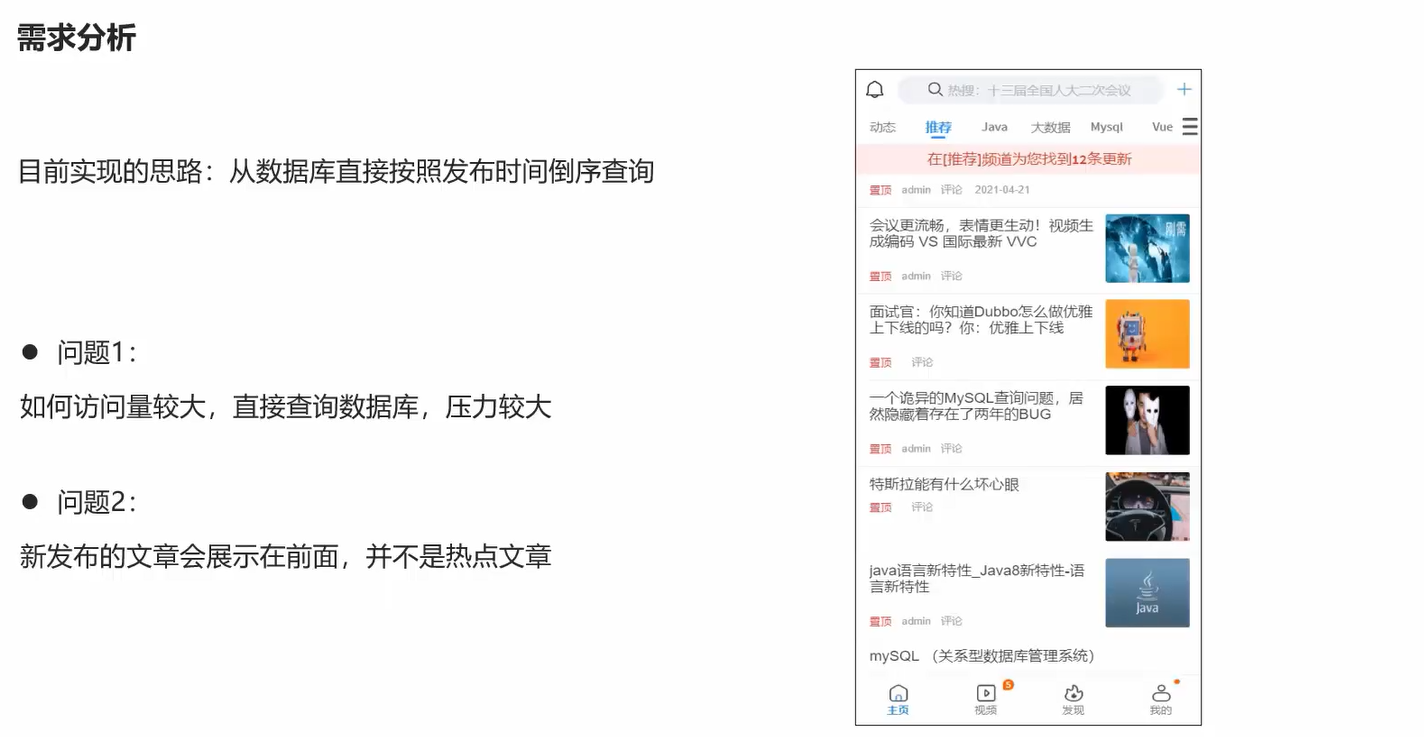 需求分析
目前实现的思路：从数据库直接按照发布时间倒序查询
● 问题1：
如何访问量较大，直接查询数据库，压力较大
● 问题2：
新发布的文章会展示在前面，并不是热点文章
热搜：十三届全国人大二次会议
动态 推荐 Java 大数据 Mysql Vue
在[推荐]频道为您找到12条更新
置顶 admin 评论 2021-04-21
会议更流畅，表情更生动！视频生
成编码 VS 国际最新 VVC
刚需
置顶 admin 评论
面试官：你知道Dubbo怎么做优雅
上下线的吗？你：优雅上下线
置顶 评论
一个诡异的MySQL查询问题，居
然隐藏着存在了两年的BUG
置顶 admin 评论
特斯拉能有什么坏心眼
置顶 评论
java语言新特性_Java8新特性-语
言新特性
java
置顶 admin 评论
mySQL （关系型数据库管理系统）
5
主页 视频 发现 我的